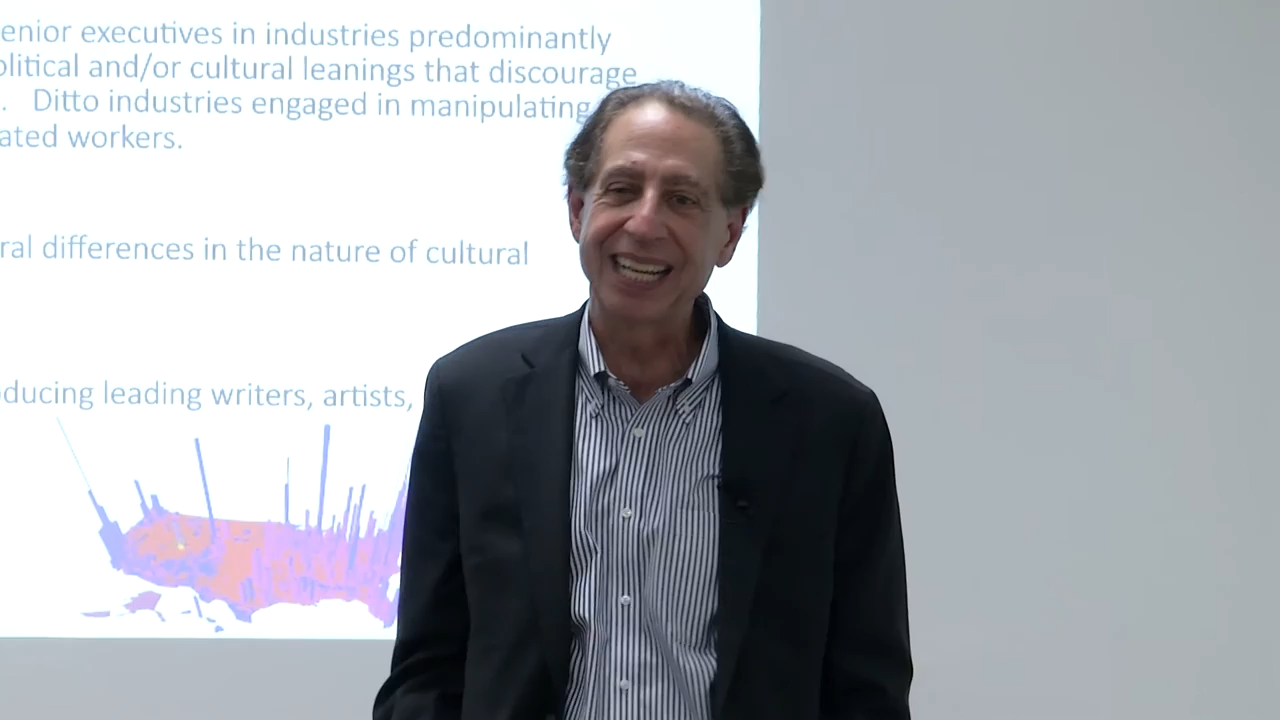 enior executives in industries predominantly
olitical and/or cultural leanings that discourage
. Ditto industries engaged in manipulating
ated workers.
ral differences in the nature of cultural
oducing leading writers, artists,